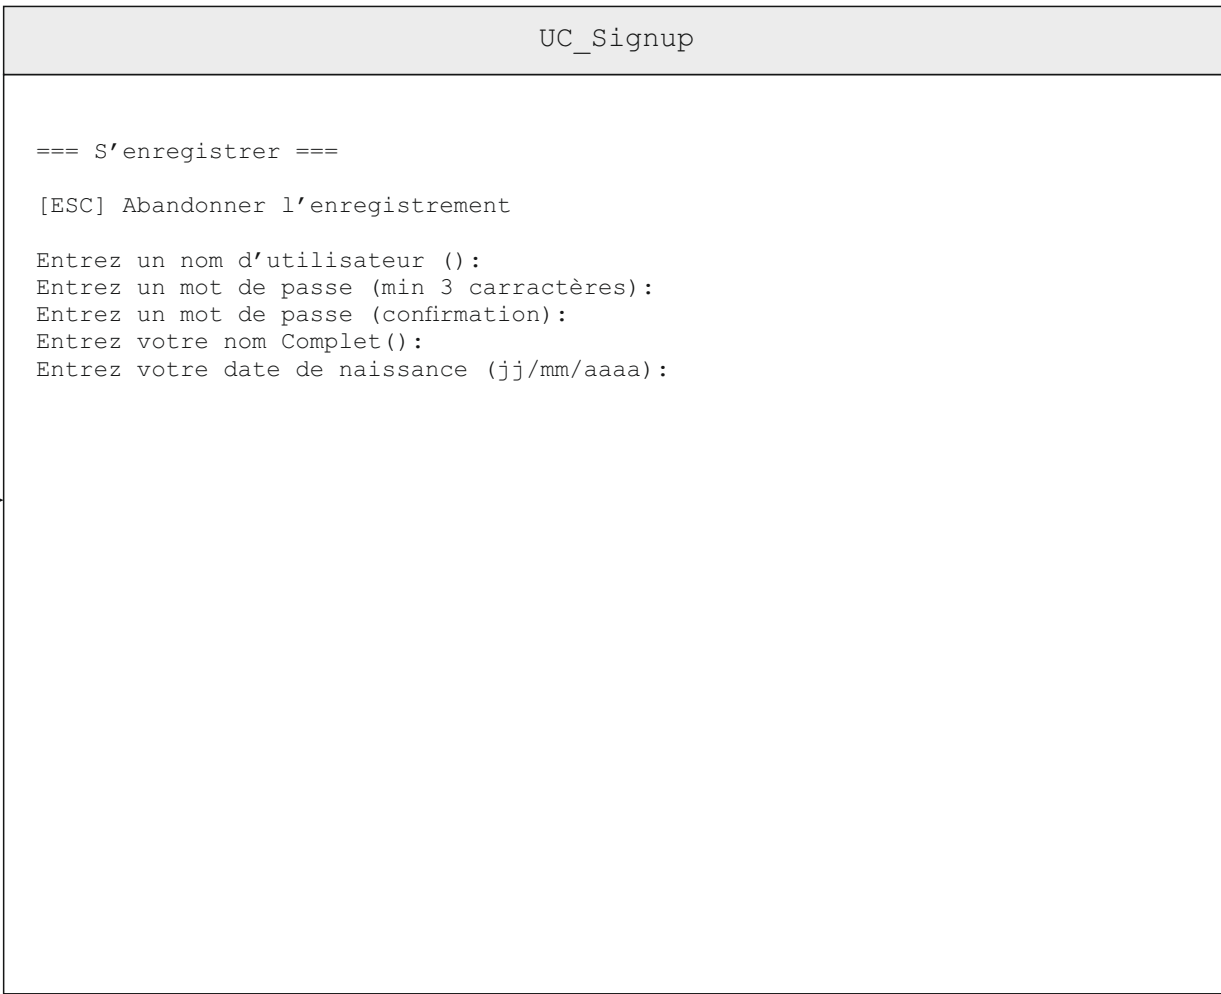 UC_Signup
=== S'enregistrer ===
[ESC] Abandonner l'enregistrement
Entrez un nom d'utilisateur ():
Entrez un mot de passe (min 3 carractères):
Entrez un mot de passe (confirmation):
Entrez votre nom Complet():
Entrez votre date de naissance (jj/mm/aaaa):